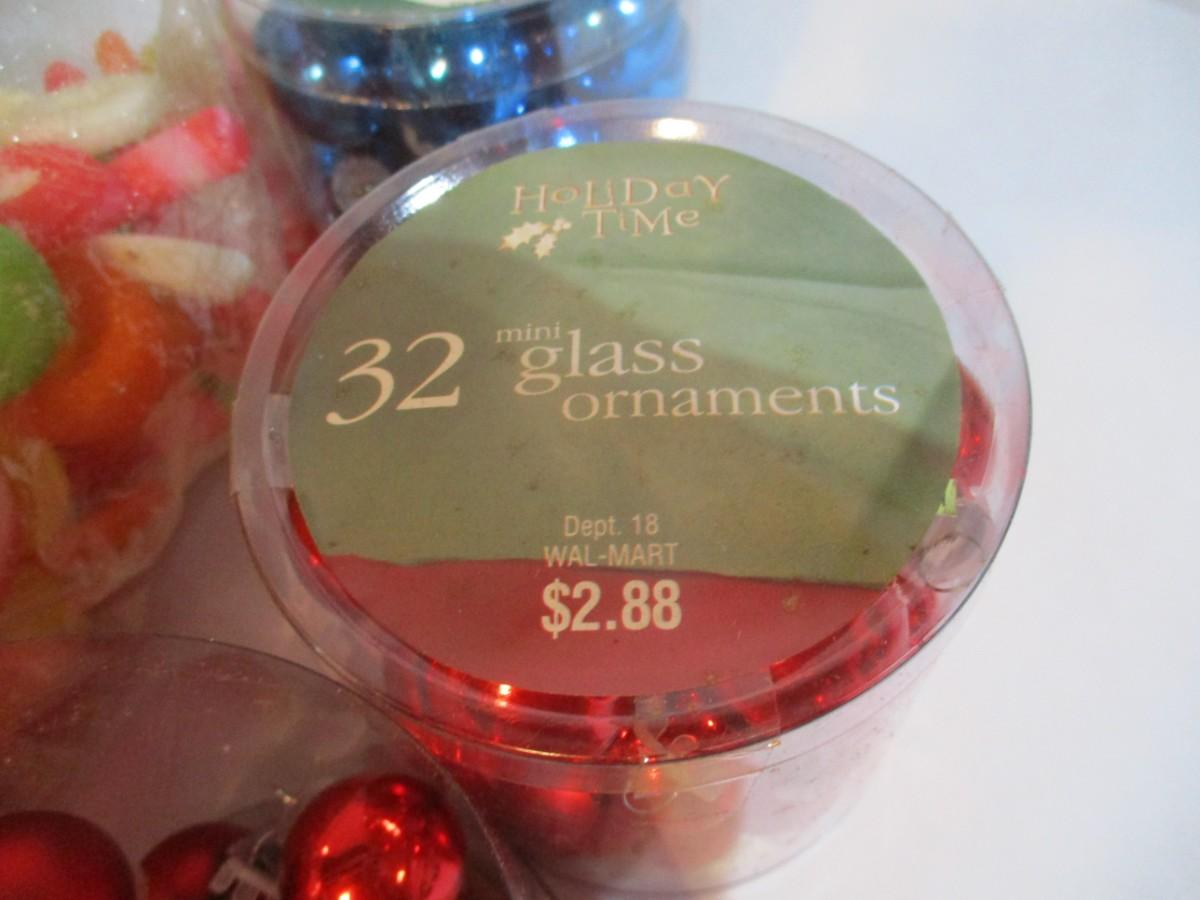 HOLiDaY
TiMe
32 mini glass
ornaments
Dept. 18
WAL-MART
$2.88